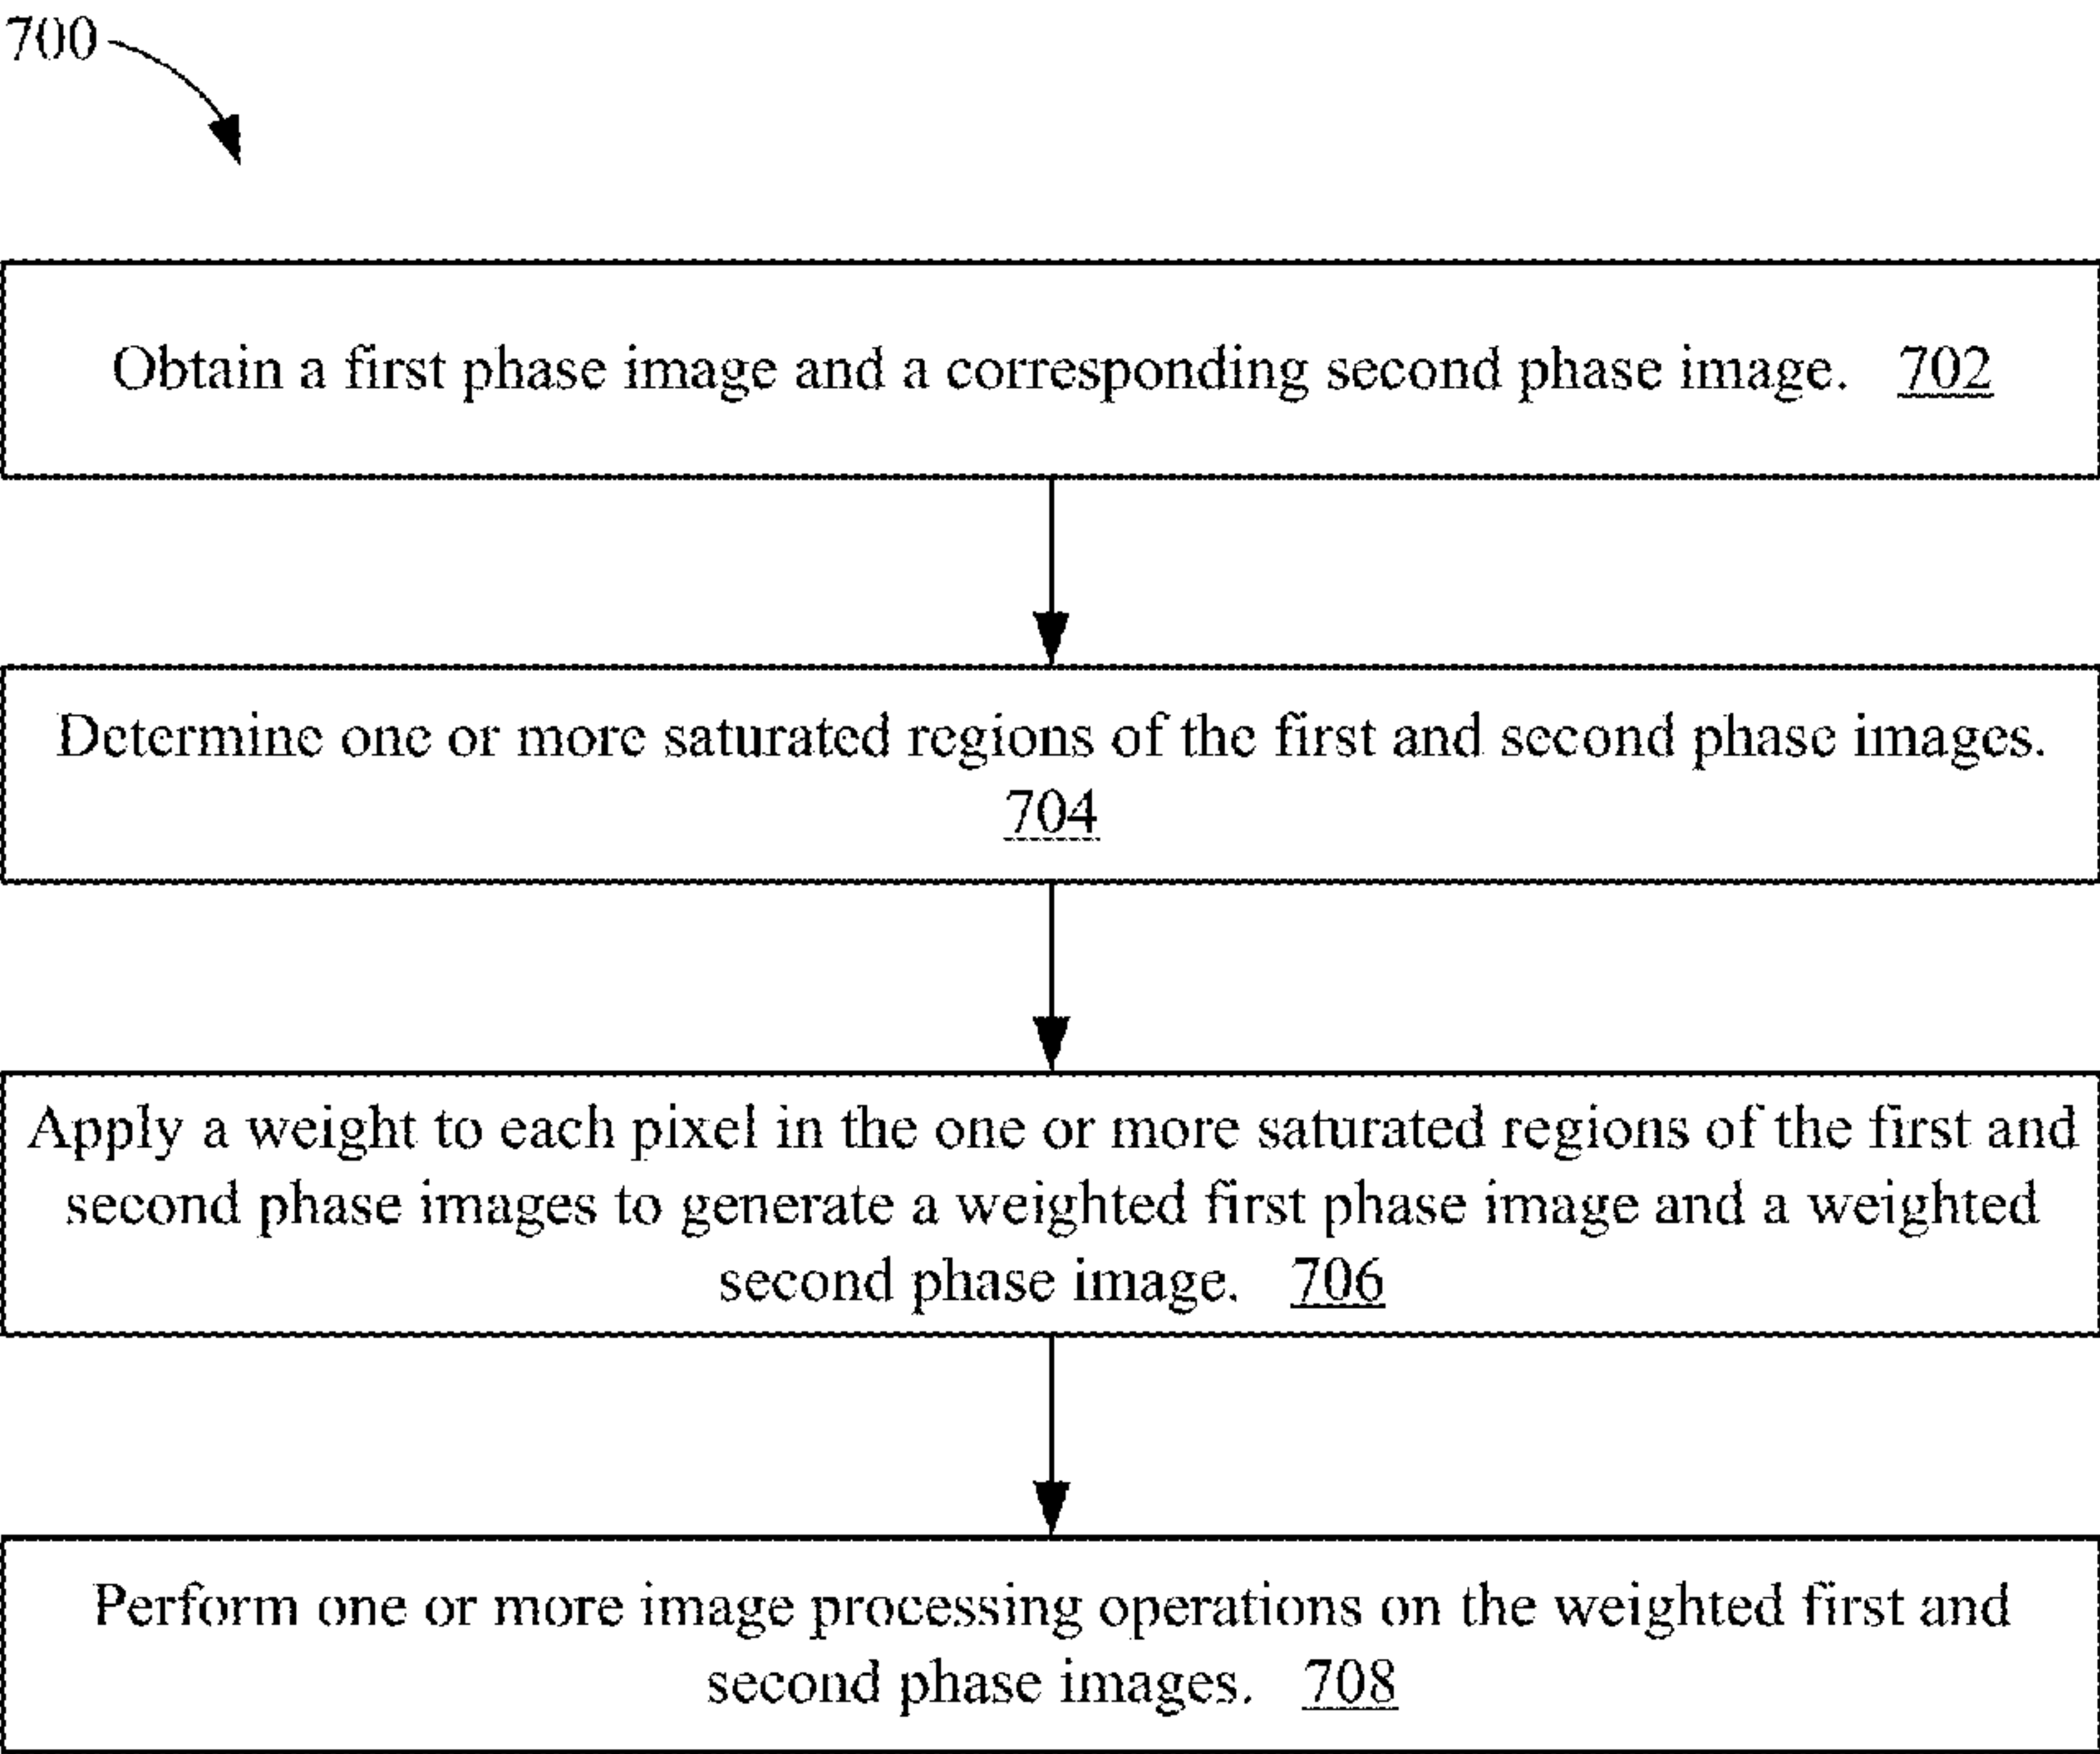 700
Obtain a first phase image and a corresponding second phase image. 702
Determine one or more saturated regions of the first and second phase images.
704
Apply a weight to each pixel in the one or more saturated regions of the first and
second phase images to generate a weighted first phase image and a weighted
second phase image. 706
Perform one or more image processing operations on the weighted first and
second phase images. 708